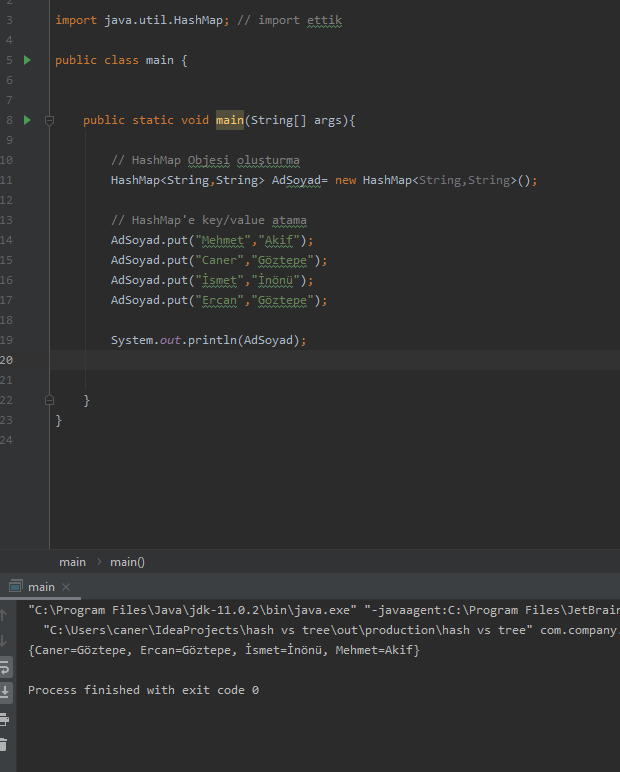 2
3 import java.util.HashMap; // import ettik
4
5 public class main {
6
7
8 public static void main(String[] args){
9
10 // HashMap Objesi oluşturma
11 HashMap<String,String> AdSoyad= new HashMap<String,String>();
12
13 // HashMap'e key/value atama
14 AdSoyad.put("Mehmet","Akif");
15 AdSoyad.put("Caner","Göztepe");
16 AdSoyad.put("İsmet","İnönü");
17 AdSoyad.put("Ercan","Göztepe");
18
19 System.out.println(AdSoyad);
20
21
22 }
23 }
24
main > main()
main ×
"C:\Program Files\Java\jdk-11.0.2\bin\java.exe" "-javaagent:C:\Program Files\JetBrain
"C:\Users\caner\IdeaProjects\hash vs tree\out\production\hash vs tree" com.company.
{Caner=Göztepe, Ercan=Göztepe, İsmet=İnönü, Mehmet=Akif}
Process finished with exit code 0